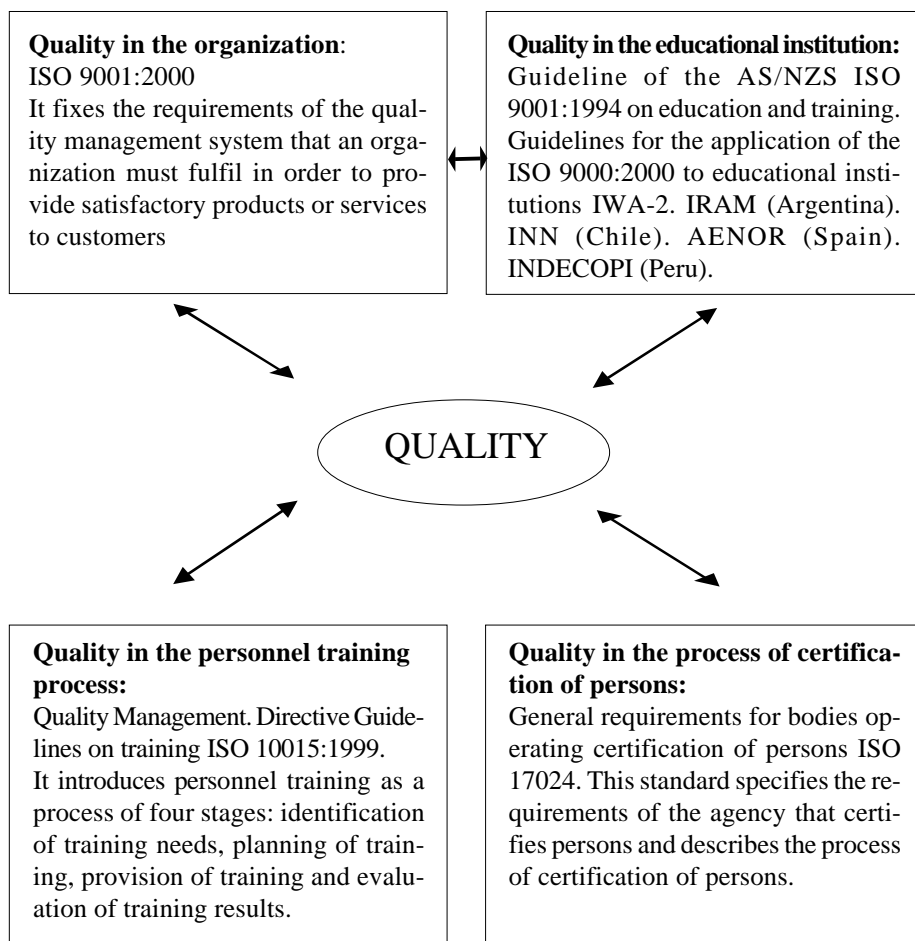 Quality in the organization:
ISO 9001:2000
It fixes the requirements of the qual-
ity management system that an orga-
nization must fulfil in order to pro-
vide satisfactory products or services
to customers
Quality in the educational institution:
Guideline of the AS/NZS ISO
9001:1994 on education and training.
Guidelines for the application of the
ISO 9000:2000 to educational insti-
tutions IWA-2. IRAM (Argentina).
INN (Chile). AENOR (Spain).
INDECOPI (Peru).
QUALITY
Quality in the personnel training
process:
Quality Management. Directive Guide-
lines on training ISO 10015:1999.
It introduces personnel training as a
process of four stages: identification
of training needs, planning of train-
ing, provision of training and evalu-
ation of training results.
Quality in the process of certifica-
tion of persons:
General requirements for bodies op-
erating certification of persons ISO
17024. This standard specifies the re-
quirements of the agency that certi-
fies persons and describes the process
of certification of persons.